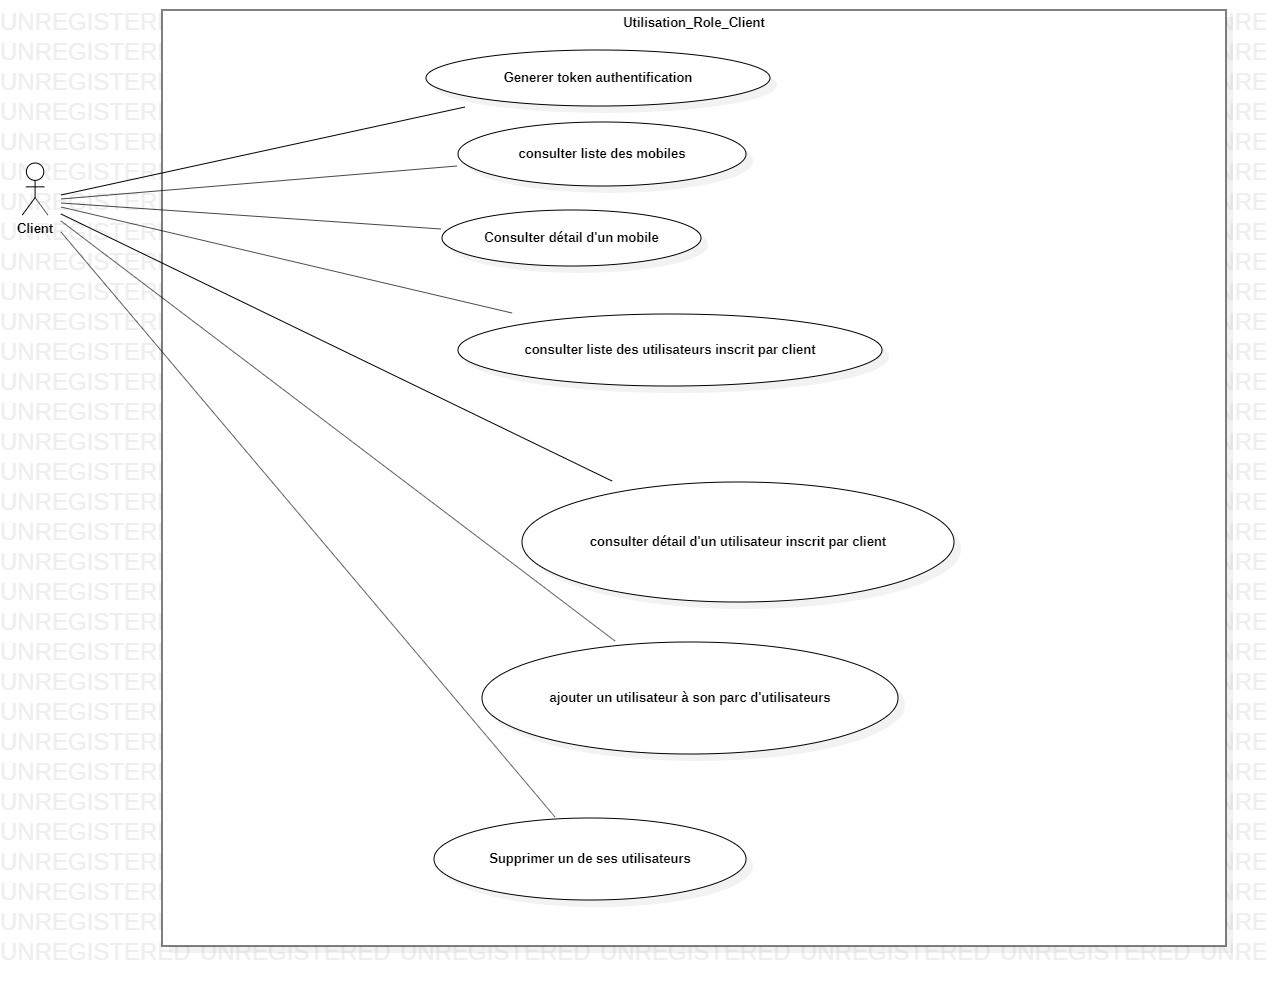 Utilisation_Role_Client
Generer token authentification
consulter liste des mobiles
Client
Consulter détail d'un mobile
consulter liste des utilisateurs inscrit par client
consulter détail d'un utilisateur inscrit par client
ajouter un utilisateur à son parc d'utilisateurs
Supprimer un de ses utilisateurs
UNREGISTERED UNREGISTERED UNREGISTERED UNREGISTERED UNREGISTERED UNREGISTERED UNRE